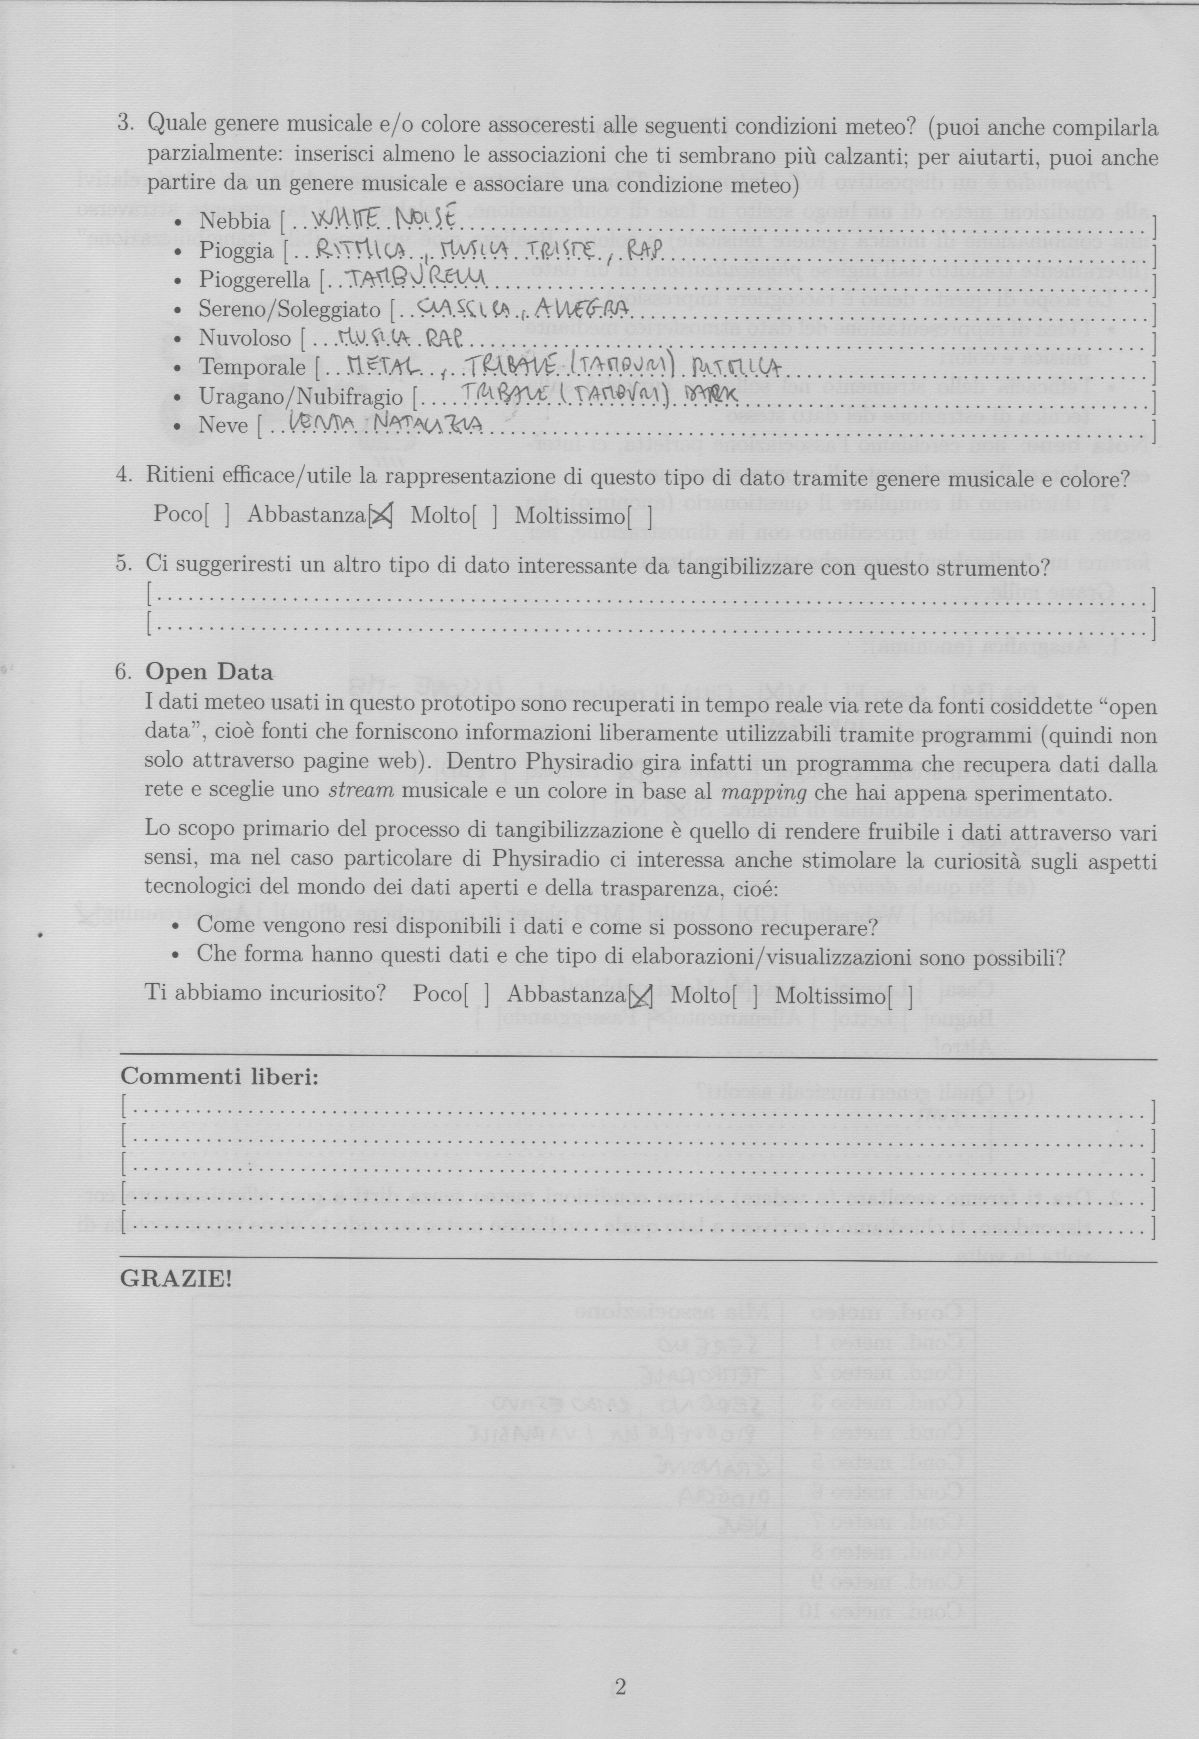 3. Quale genere musicale e/o colore assoceresti alle seguenti condizioni meteo? (puoi anche compilarla
parzialmente: inserisci almeno le associazioni che ti sembrano più calzanti; per aiutarti, puoi anche
partire da un genere musicale e associare una condizione meteo)
• Nebbia [ WHITE NOISE ]
• Pioggia [ RITMICA, MUSICA TRISTE, RAP ]
• Pioggerella [ TAMBURELLI ]
• Sereno/Soleggiato [ CLASSICA, ALLEGRA ]
• Nuvoloso [ MUSICA RAP ]
• Temporale [ METAL, TRIBALE (TAMBURI) RITMICA ]
• Uragano/Nubifragio [ TRIBALE (TAMBURI) DARK ]
• Neve [ LENTA NATALIZIA ]
4. Ritieni efficace/utile la rappresentazione di questo tipo di dato tramite genere musicale e colore?
Poco[ ] Abbastanza[X] Molto[ ] Moltissimo[ ]
5. Ci suggeriresti un altro tipo di dato interessante da tangibilizzare con questo strumento?
6. Open Data
I dati meteo usati in questo prototipo sono recuperati in tempo reale via rete da fonti cosiddette “open
data”, cioè fonti che forniscono informazioni liberamente utilizzabili tramite programmi (quindi non
solo attraverso pagine web). Dentro Physiradio gira infatti un programma che recupera dati dalla
rete e sceglie uno stream musicale e un colore in base al mapping che hai appena sperimentato.
Lo scopo primario del processo di tangibilizzazione è quello di rendere fruibile i dati attraverso vari
sensi, ma nel caso particolare di Physiradio ci interessa anche stimolare la curiosità sugli aspetti
tecnologici del mondo dei dati aperti e della trasparenza, cioé:
• Come vengono resi disponibili i dati e come si possono recuperare?
• Che forma hanno questi dati e che tipo di elaborazioni/visualizzazioni sono possibili?
Ti abbiamo incuriosito? Poco[ ] Abbastanza[X] Molto[ ] Moltissimo[ ]
Commenti liberi:
GRAZIE!
2